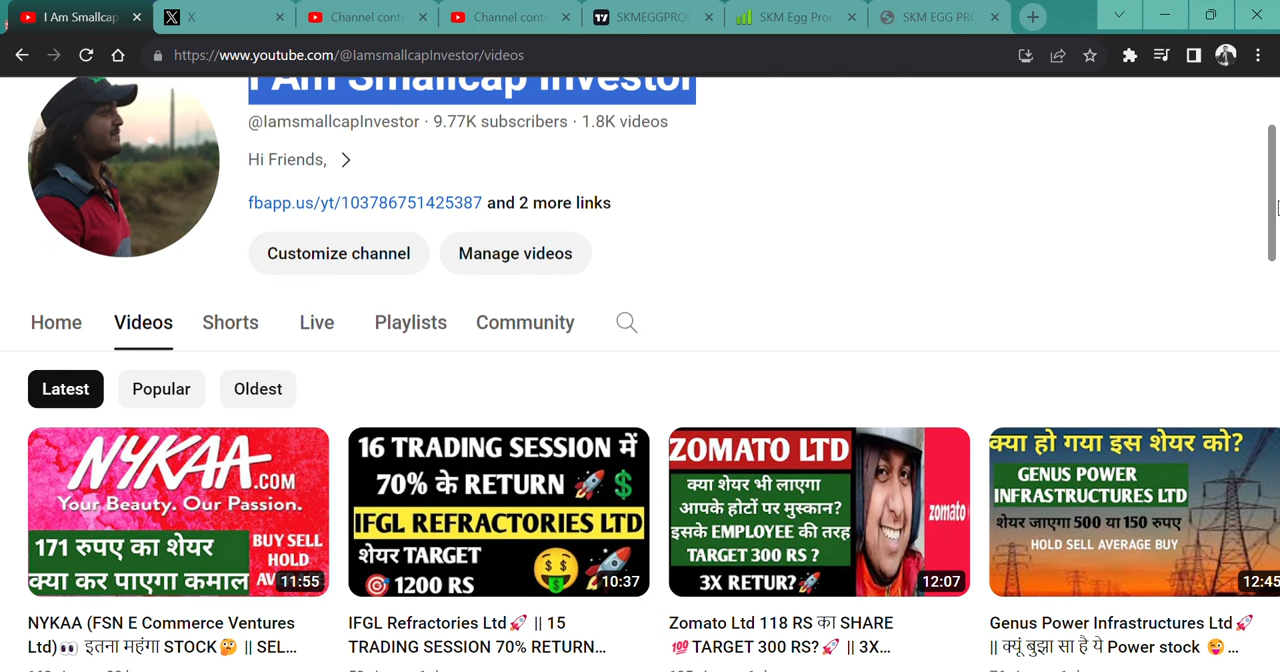 I Am Smallcap
X
Channel cont
Channel cont
SKMEGGPROD
SKM Egg Prod
SKM EGG PRO
https://www.youtube.com/@IamsmallcapInvestor/videos
I Am Smallcap Investor
@IamsmallcapInvestor · 9.77K subscribers · 1.8K videos
Hi Friends,
fbapp.us/yt/103786751425387 and 2 more links
Customize channel
Manage videos
Home
Videos
Shorts
Live
Playlists
Community
Latest
Popular
Oldest
NYKAA.COM
Your Beauty. Our Passion.
171 रुपए का शेयर
क्या कर पाएगा कमाल
BUY SELL
HOLD
11:55
16 TRADING SESSION में
70% के RETURN 🚀 $
IFGL REFRACTORIES LTD
शेयर TARGET
🎯 1200 RS
10:37
ZOMATO LTD
क्या शेयर भी लाएगा
आपके होटों पर मुस्कान?
इसके EMPLOYEE की तरह
TARGET 300 RS ?
3X RETUR?🚀
zomato
12:07
क्या हो गया इस शेयर को?
GENUS POWER
INFRASTRUCTURES LTD
शेयर जाएगा 500 या 150 रुपए
HOLD SELL AVERAGE BUY
12:45
NYKAA (FSN E Commerce Ventures
Ltd)👀 इतना महंगा STOCK🤔 || SEL...
IFGL Refractories Ltd🚀 || 15
TRADING SESSION 70% RETURN...
Zomato Ltd 118 RS का SHARE
💯 TARGET 300 RS?🚀 || 3X...
Genus Power Infrastructures Ltd🚀
|| क्यूं बुझा सा है ये Power stock 😜...